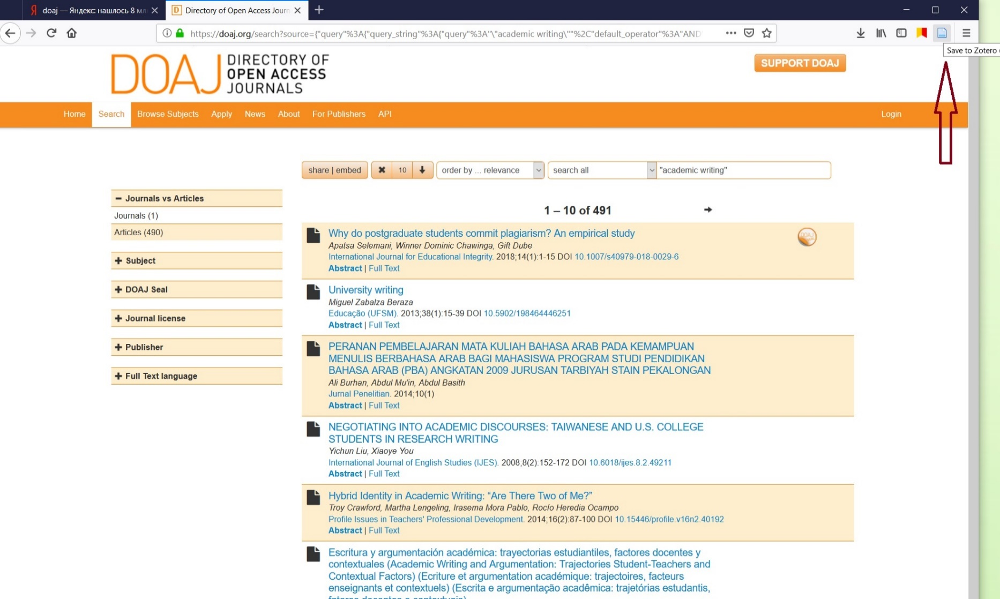 doaj — Яндекс: нашлось 8 мл
Directory of Open Access Journ
https://doaj.org/search?source={"query"%3A{"query_string"%3A{"query"%3A"\"academic writing\""%2C"default_operator"%3A"AND"
Save to Zotero
DOAJ
DIRECTORY OF
OPEN ACCESS
JOURNALS
SUPPORT DOAJ
Home Search Browse Subjects Apply News About For Publishers API Login
share | embed 10 order by ... relevance search all "academic writing"
Journals vs Articles
Journals (1)
Articles (490)
Subject
DOAJ Seal
Journal license
Publisher
Full Text language
1 – 10 of 491
Why do postgraduate students commit plagiarism? An empirical study
Apatsa Selemani, Winner Dominic Chawinga, Gift Dube
International Journal for Educational Integrity. 2018;14(1):1-15 DOI 10.1007/s40979-018-0029-6
Abstract | Full Text
DOAJ
University writing
Miguel Zabalza Beraza
Educação (UFSM). 2013;38(1):15-39 DOI 10.5902/198464446251
Abstract | Full Text
PERANAN PEMBELAJARAN MATA KULIAH BAHASA ARAB PADA KEMAMPUAN
MENULIS BERBAHASA ARAB BAGI MAHASISWA PROGRAM STUDI PENDIDIKAN
BAHASA ARAB (PBA) ANGKATAN 2009 JURUSAN TARBIYAH STAIN PEKALONGAN
Ali Burhan, Abdul Mu'in, Abdul Basith
Jurnal Penelitian. 2014;10(1)
Abstract | Full Text
NEGOTIATING INTO ACADEMIC DISCOURSES: TAIWANESE AND U.S. COLLEGE
STUDENTS IN RESEARCH WRITING
Yichun Liu, Xiaoye You
International Journal of English Studies (IJES). 2008;8(2):152-172 DOI 10.6018/ijes.8.2.49211
Abstract | Full Text
Hybrid Identity in Academic Writing: “Are There Two of Me?”
Troy Crawford, Martha Lengeling, Irasema Mora Pablo, Rocío Heredia Ocampo
Profile Issues in Teachers' Professional Development. 2014;16(2):87-100 DOI 10.15446/profile.v16n2.40192
Abstract | Full Text
Escritura y argumentación académica: trayectorias estudiantiles, factores docentes y
contextuales (Academic Writing and Argumentation: Trajectories Student-Teachers and
Contextual Factors) (Ecriture et argumentation académique: trajectoires, facteurs
enseignants et contextuels) (Escrita e argumentação acadêmica: trajetórias estudantis,